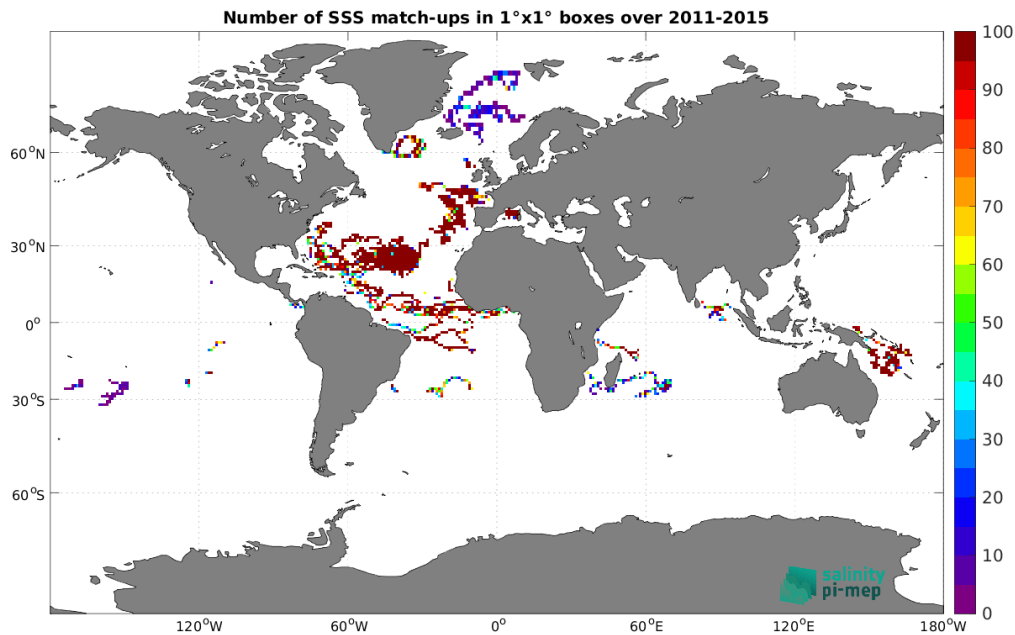 Number of SSS match-ups in 1°x1° boxes over 2011-2015
100
90
80
70
60
50
40
30
20
10
0
60°N
30°N
0°
30°S
60°S
120°W
60°W
0°E
60°E
120°E
180°W
salinity
pi-mep